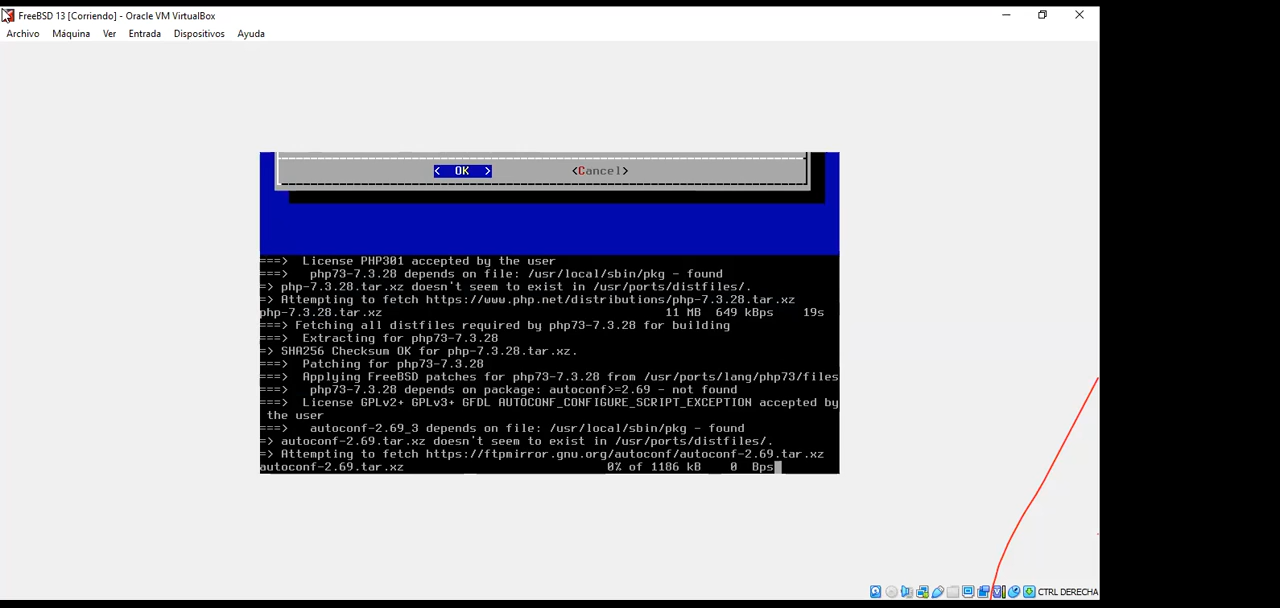 FreeBSD 13 [Corriendo] - Oracle VM VirtualBox
Archivo Máquina Ver Entrada Dispositivos Ayuda
< OK > <Cancel>
===>  License PHP301 accepted by the user
===>   php73-7.3.28 depends on file: /usr/local/sbin/pkg - found
=> php-7.3.28.tar.xz doesn't seem to exist in /usr/ports/distfiles/.
=> Attempting to fetch https://www.php.net/distributions/php-7.3.28.tar.xz
php-7.3.28.tar.xz 11 MB 649 kBps 19s
===> Fetching all distfiles required by php73-7.3.28 for building
===>  Extracting for php73-7.3.28
=> SHA256 Checksum OK for php-7.3.28.tar.xz.
===>  Patching for php73-7.3.28
===>  Applying FreeBSD patches for php73-7.3.28 from /usr/ports/lang/php73/files
===>   php73-7.3.28 depends on package: autoconf>=2.69 - not found
===>  License GPLv2+ GPLv3+ GFDL AUTOCONF_CONFIGURE_SCRIPT_EXCEPTION accepted by
the user
===>   autoconf-2.69_3 depends on file: /usr/local/sbin/pkg - found
=> autoconf-2.69.tar.xz doesn't seem to exist in /usr/ports/distfiles/.
=> Attempting to fetch https://ftpmirror.gnu.org/autoconf/autoconf-2.69.tar.xz
autoconf-2.69.tar.xz 0% of 1186 kB 0 Bps
CTRL DERECHA